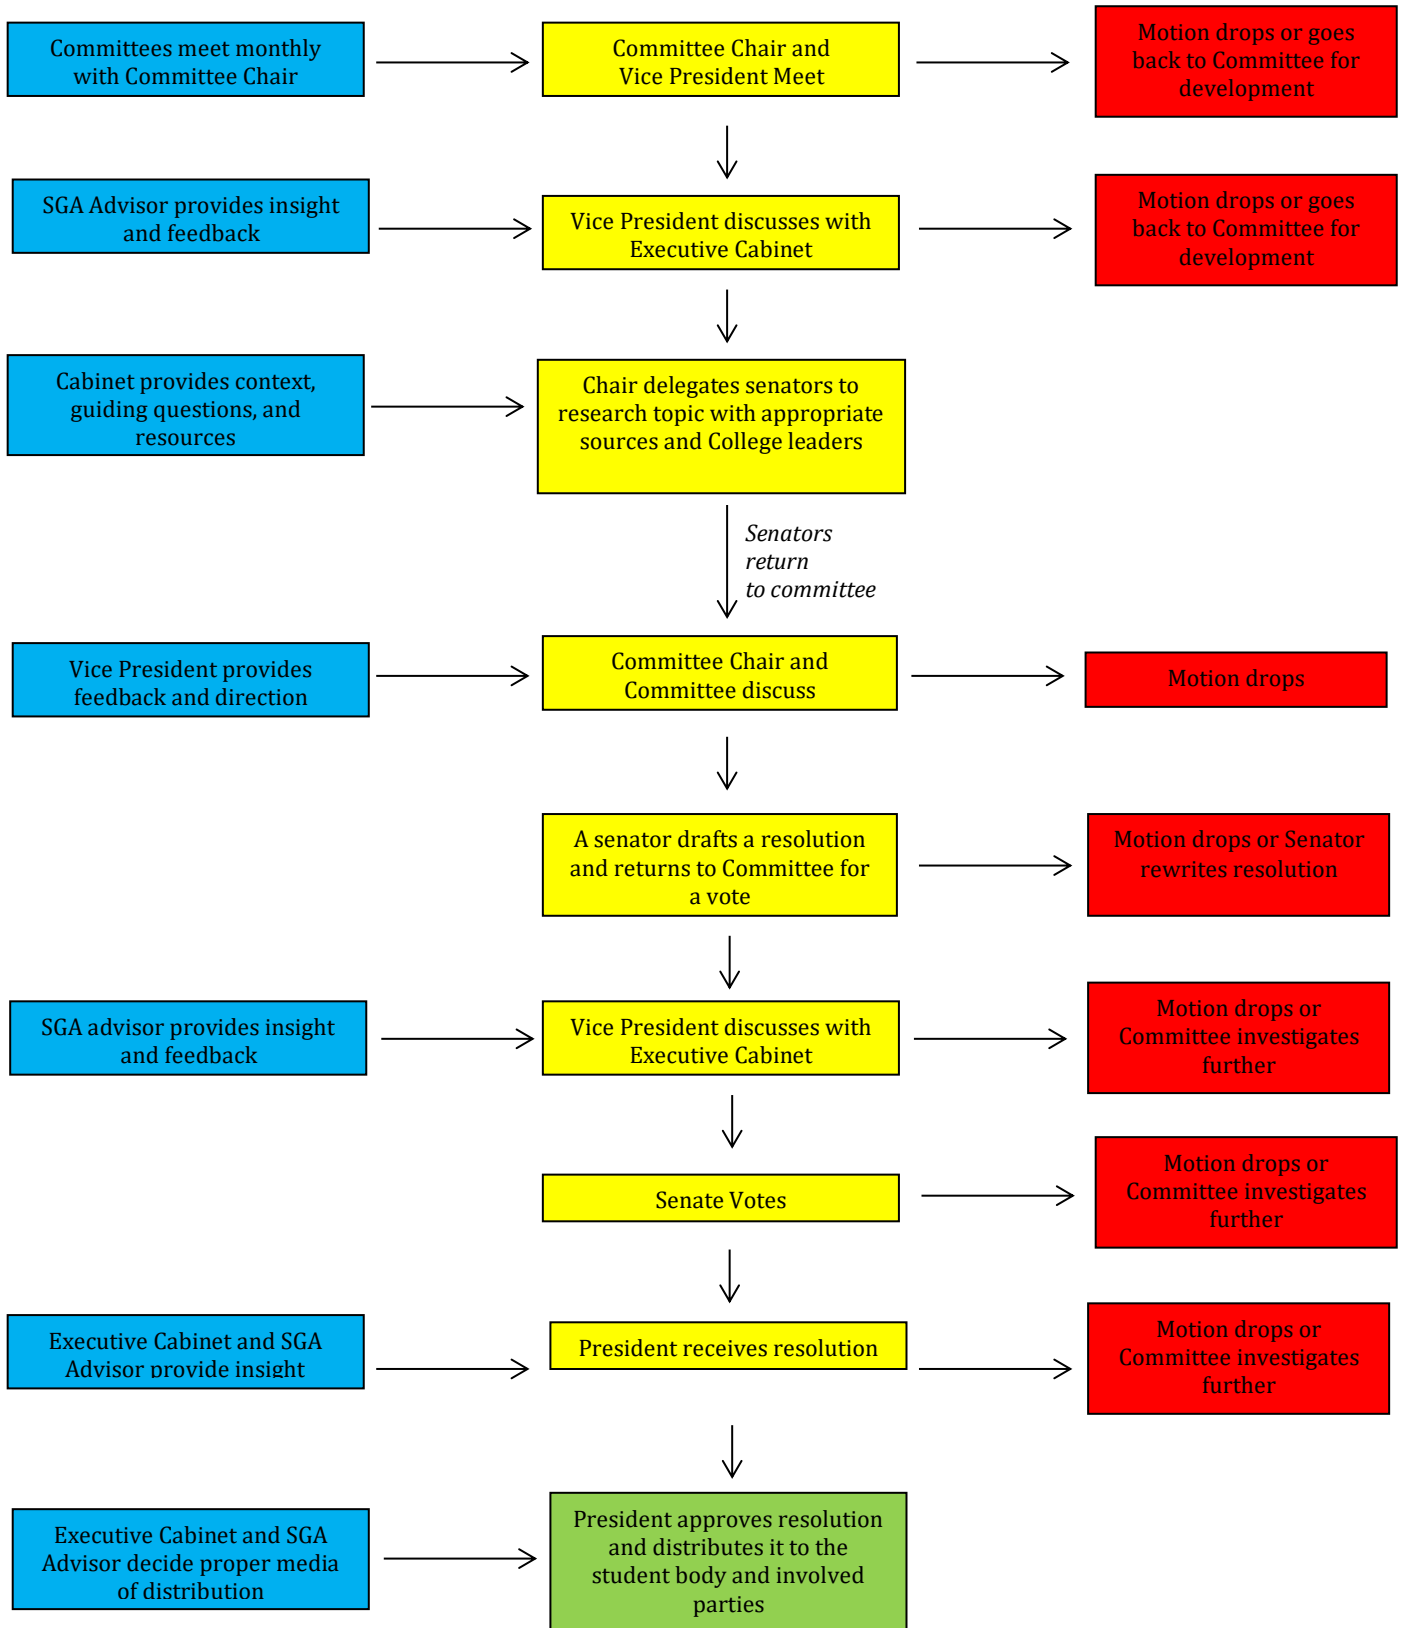 Committees meet monthly
with Committee Chair
Committee Chair and
Vice President Meet
Motion drops or goes
back to Committee for
development
SGA Advisor provides insight
and feedback
Vice President discusses with
Executive Cabinet
Motion drops or goes
back to Committee for
development
Cabinet provides context,
guiding questions, and
resources
Chair delegates senators to
research topic with appropriate
sources and College leaders
Senators
return
to committee
Vice President provides
feedback and direction
Committee Chair and
Committee discuss
Motion drops
A senator drafts a resolution
and returns to Committee for
a vote
Motion drops or Senator
rewrites resolution
SGA advisor provides insight
and feedback
Vice President discusses with
Executive Cabinet
Motion drops or
Committee investigates
further
Senate Votes
Motion drops or
Committee investigates
further
Executive Cabinet and SGA
Advisor provide insight
President receives resolution
Motion drops or
Committee investigates
further
Executive Cabinet and SGA
Advisor decide proper media
of distribution
President approves resolution
and distributes it to the
student body and involved
parties